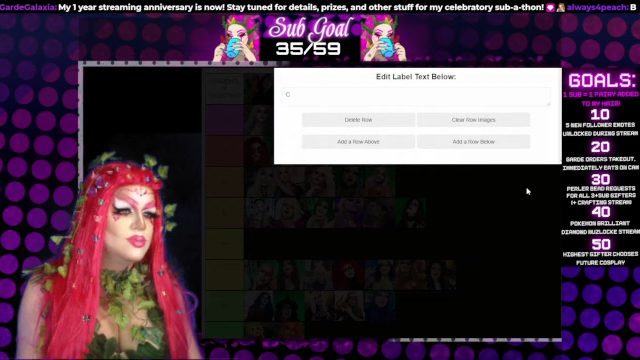 GardeGalaxia: My 1 year streaming anniversary is now! Stay tuned for details, prizes, and other stuff for my celebratory sub-a-thon! always4peach: B
Sub Goal
35/59
Edit Label Text Below:
C
Delete Row
Clear Row Images
Add a Row Above
Add a Row Below
GOALS:
1 SUB = 1 FAIRY ADDED
TO MY HAIR!
10
5 NEW FOLLOWER EMOTES
UNLOCKED DURING STREAM
20
GARDE ORDERS TAKEOUT,
IMMEDIATELY EATS ON CAM
30
PERLER BEAD REQUESTS
FOR ALL 3+SUB GIFTERS
(+ CRAFTING STREAM)
40
POKEMON BRILLIANT
DIAMOND NUZLOCKE STREAM
50
HIGHEST GIFTER CHOOSES
FUTURE COSPLAY